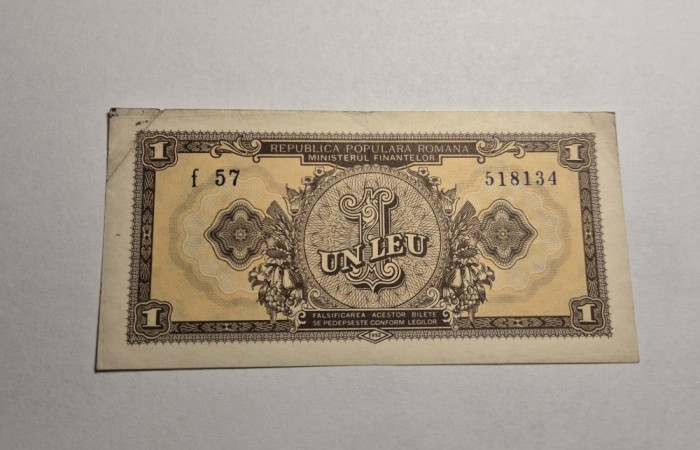 REPUBLICA POPULARA ROMANA
MINISTERUL FINANTELOR
1 1
f 57 518134
1
UN LEU
FALSIFICAREA ACESTOR BILETE
SE PEDEPSESTE CONFORM LEGILOR
1 1